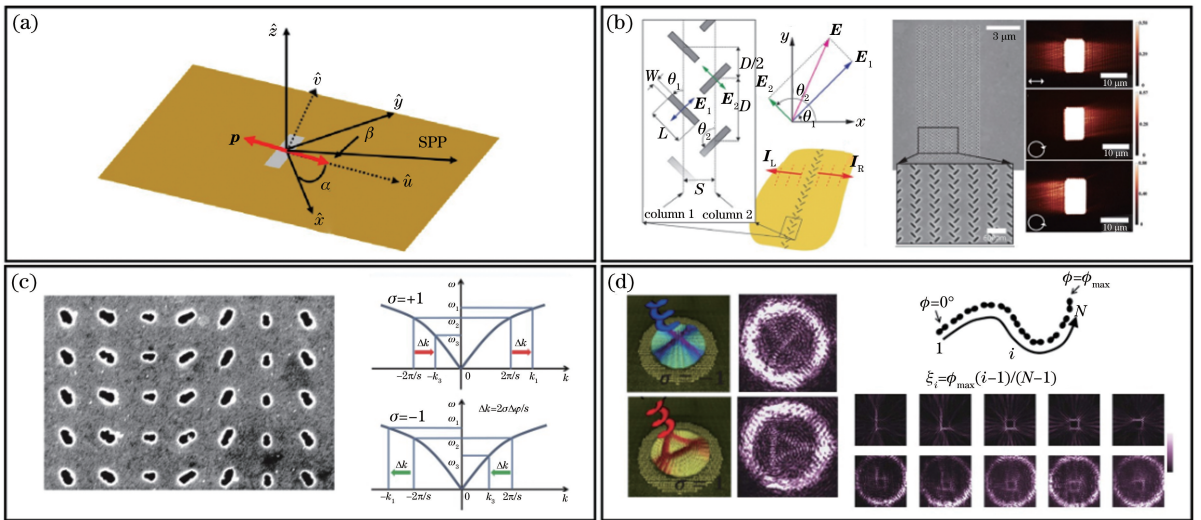 (a)
ẑ
v̂
ŷ
β
SPP
p
α
û
x̂
(b)
W
θ₁
D/2
E₁
E₂
D
L
θ₂
S
column 1
column 2
y
E
E₁
E₂
θ₂
θ₁
x
I_L
I_R
3 μm
10 μm
10 μm
10 μm
(c)
σ=+1
ω
ω₁
ω₂
ω₃
Δk
Δk
-2π/s
-k₃
0
2π/s
k₁
k
σ=-1
ω
Δk=2σΔφ/s
ω₁
ω₂
ω₃
Δk
Δk
-k₁
-2π/s
0
k₃
2π/s
k
(d)
ϕ=0°
ϕ=ϕmax
1
i
N
ξᵢ=ϕmax(i-1)/(N-1)